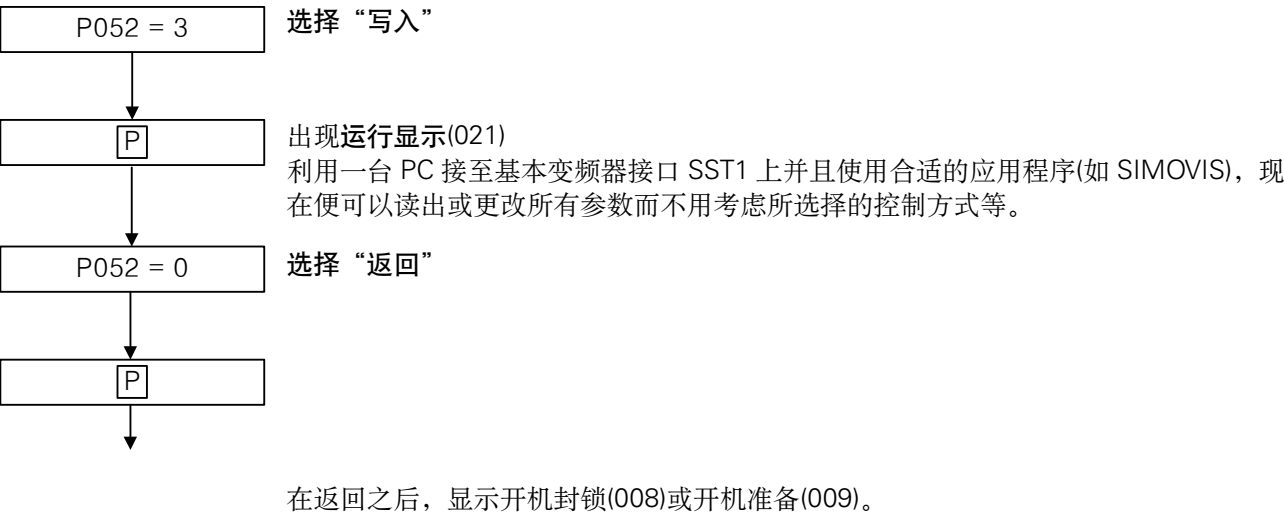 P052 = 3
选择“写入”
P
出现运行显示(021)
利用一台 PC 接至基本变频器接口 SST1 上并且使用合适的应用程序(如 SIMOVIS)，现
在便可以读出或更改所有参数而不用考虑所选择的控制方式等。
P052 = 0
选择“返回”
P
在返回之后，显示开机封锁(008)或开机准备(009)。